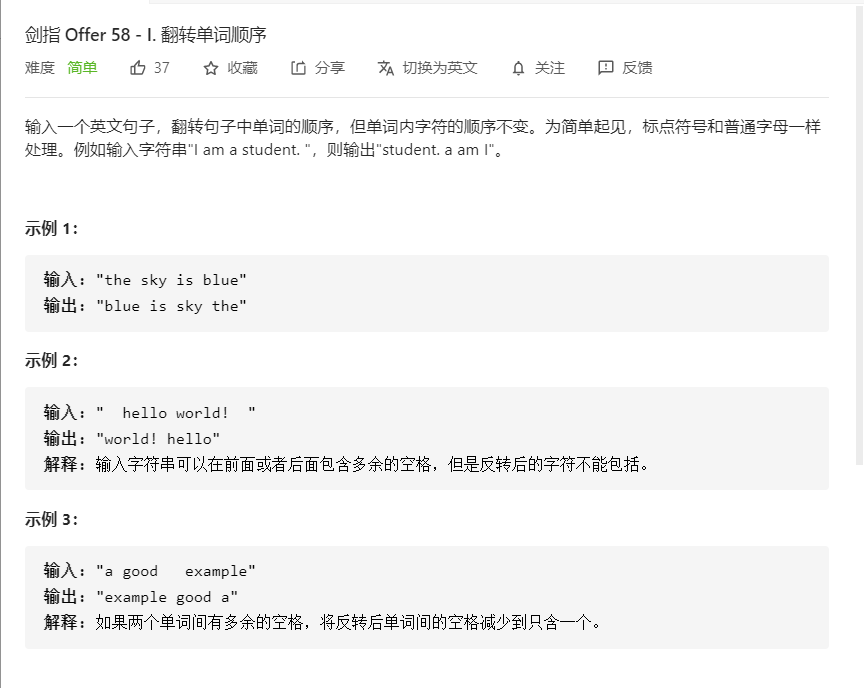 剑指 Offer 58 - I. 翻转单词顺序
难度 简单 37 收藏 分享 切换为英文 关注 反馈
输入一个英文句子，翻转句子中单词的顺序，但单词内字符的顺序不变。为简单起见，标点符号和普通字母一样
处理。例如输入字符串"I am a student. "，则输出"student. a am I"。
示例 1：
输入："the sky is blue"
输出："blue is sky the"
示例 2：
输入："  hello world!  "
输出："world! hello"
解释：输入字符串可以在前面或者后面包含多余的空格，但是反转后的字符不能包括。
示例 3：
输入："a good   example"
输出："example good a"
解释：如果两个单词间有多余的空格，将反转后单词间的空格减少到只含一个。